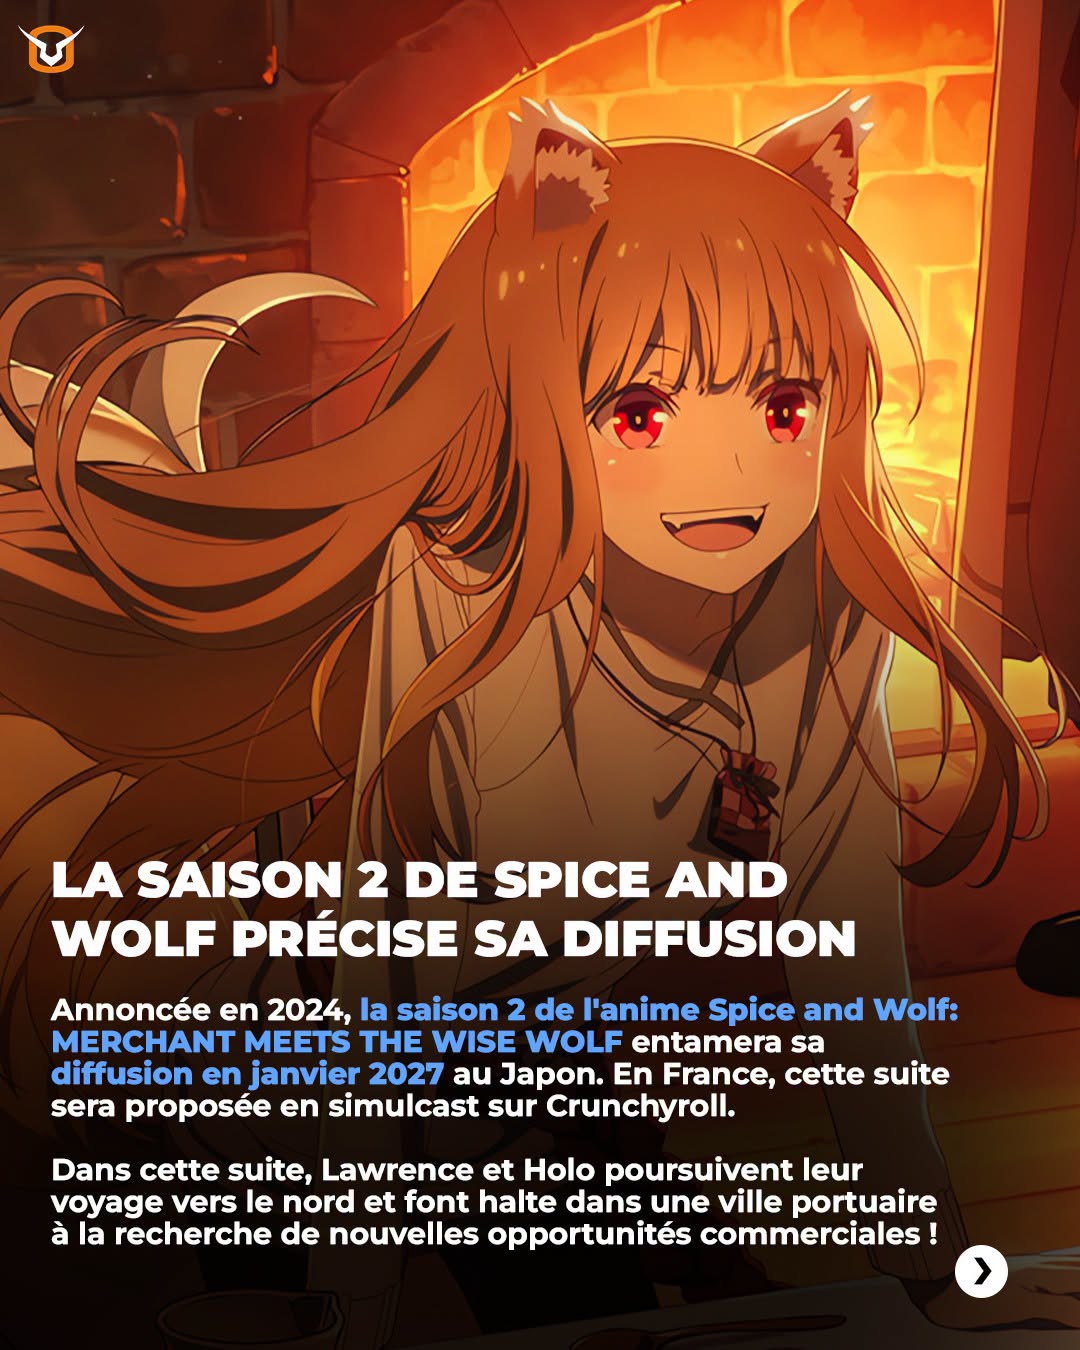 LA SAISON 2 DE SPICE AND
WOLF PRÉCISE SA DIFFUSION
Annoncée en 2024, la saison 2 de l'anime Spice and Wolf:
MERCHANT MEETS THE WISE WOLF entamera sa
diffusion en janvier 2027 au Japon. En France, cette suite
sera proposée en simulcast sur Crunchyroll.
Dans cette suite, Lawrence et Holo poursuivent leur
voyage vers le nord et font halte dans une ville portuaire
à la recherche de nouvelles opportunités commerciales !